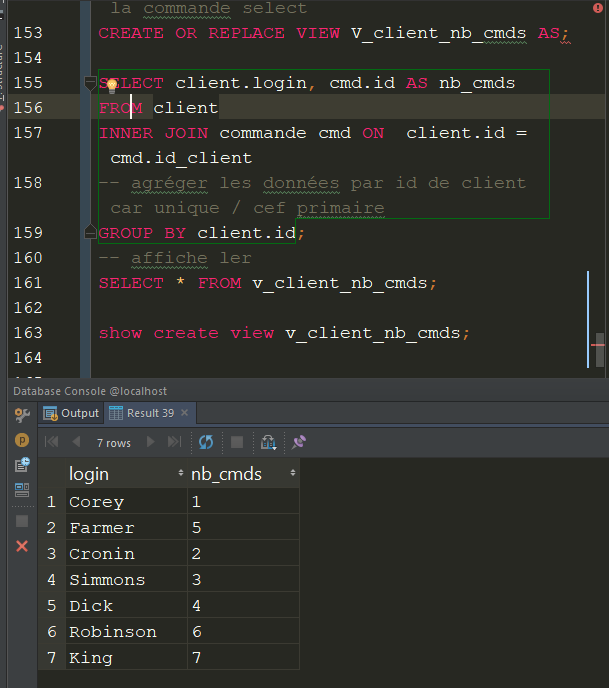 la commande select
153 CREATE OR REPLACE VIEW V_client_nb_cmds AS;
154
155 SELECT client.login, cmd.id AS nb_cmds
156 FROM client
157 INNER JOIN commande cmd ON client.id =
cmd.id_client
158 -- agréger les données par id de client
car unique / cef primaire
159 GROUP BY client.id;
160 -- affiche ler
161 SELECT * FROM v_client_nb_cmds;
162
163 show create view v_client_nb_cmds;
164
Database Console @localhost
Output Result 39
7 rows
login nb_cmds
1 Corey 1
2 Farmer 5
3 Cronin 2
4 Simmons 3
5 Dick 4
6 Robinson 6
7 King 7